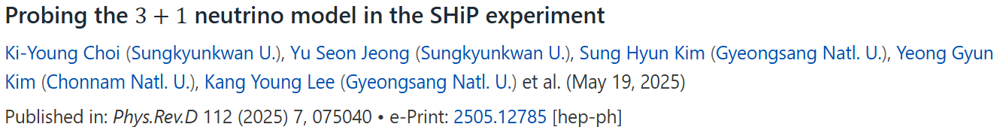 Probing the 3 + 1 neutrino model in the SHiP experiment
Ki-Young Choi (Sungkyunkwan U.), Yu Seon Jeong (Sungkyunkwan U.), Sung Hyun Kim (Gyeongsang Natl. U.), Yeong Gyun
Kim (Chonnam Natl. U.), Kang Young Lee (Gyeongsang Natl. U.) et al. (May 19, 2025)
Published in: Phys.Rev.D 112 (2025) 7, 075040 • e-Print: 2505.12785 [hep-ph]